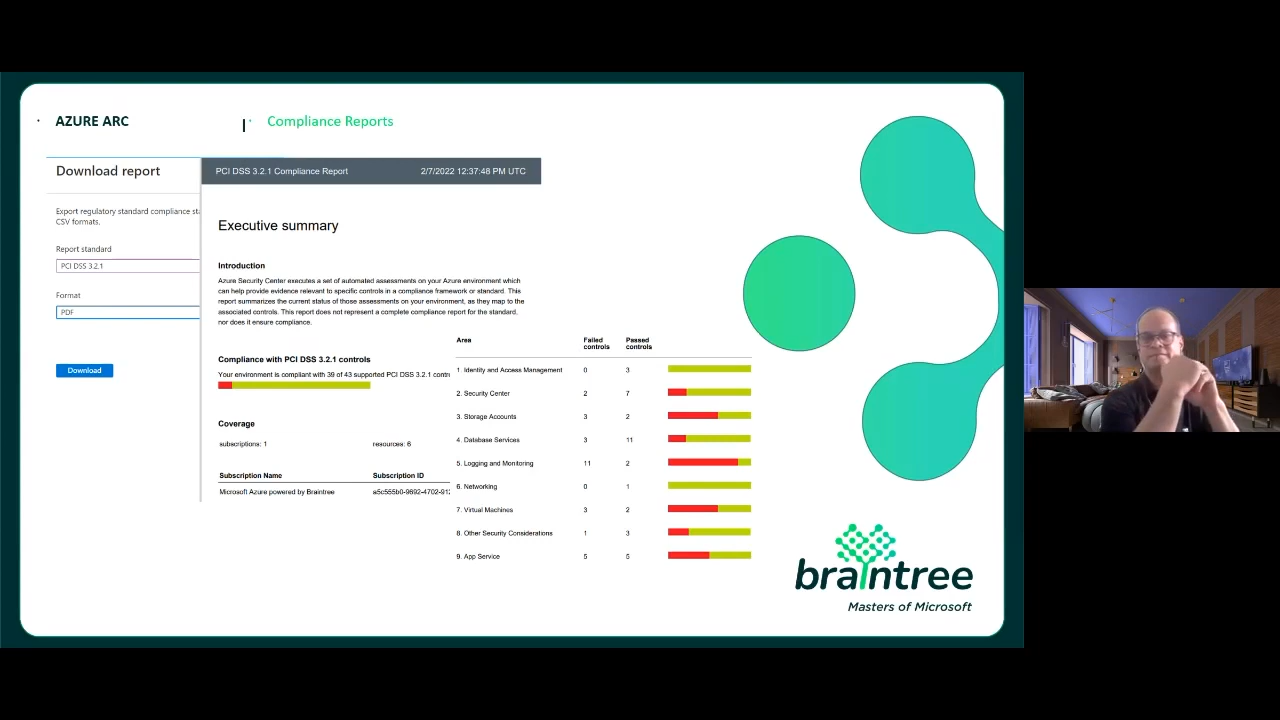 AZURE ARC
Compliance Reports
Download report
Export regulatory standard compliance
CSV formats.
Report standard
PCI DSS 3.2.1
Format
PDF
Download
PCI DSS 3.2.1 Compliance Report 2/7/2022 12:37:48 PM UTC
Executive summary
Introduction
Azure Security Center executes a set of automated assessments on your Azure environment which
can help provide evidence relevant to specific controls in a compliance framework or standard. This
report summarizes the current status of those assessments on your environment, as they map to the
associated controls. This report does not represent a complete compliance report for the standard,
nor does it ensure compliance.
Compliance with PCI DSS 3.2.1 controls
Your environment is compliant with 39 of 43 supported PCI DSS 3.2.1
Coverage
subscriptions: 1 resources: 6
Subscription Name Subscription ID
Microsoft Azure powered by Braintree
Area Failed controls Passed controls
1. Identity and Access Management 0 3
2. Security Center 2 7
3. Storage Accounts 3 2
4. Database Services 3 11
5. Logging and Monitoring 11 2
6. Networking 0 1
7. Virtual Machines 3 2
8. Other Security Considerations 1 3
9. App Service 5 5
braintree
Masters of Microsoft